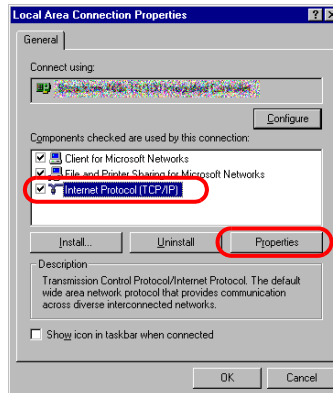 Local Area Connection Properties
General
Connect using:
Configure
Components checked are used by this connection:
Client for Microsoft Networks
File and Printer Sharing for Microsoft Networks
Internet Protocol (TCP/IP)
Install... Uninstall Properties
Description
Transmission Control Protocol/Internet Protocol. The default
wide area network protocol that provides communication
across diverse interconnected networks.
Show icon in taskbar when connected
OK Cancel